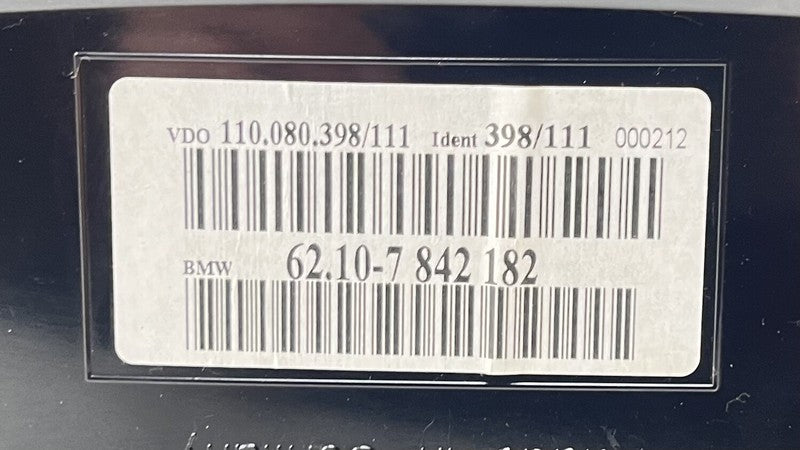 VDO 110.080.398/111 Ident 398/111 000212
BMW 62.10-7 842 182